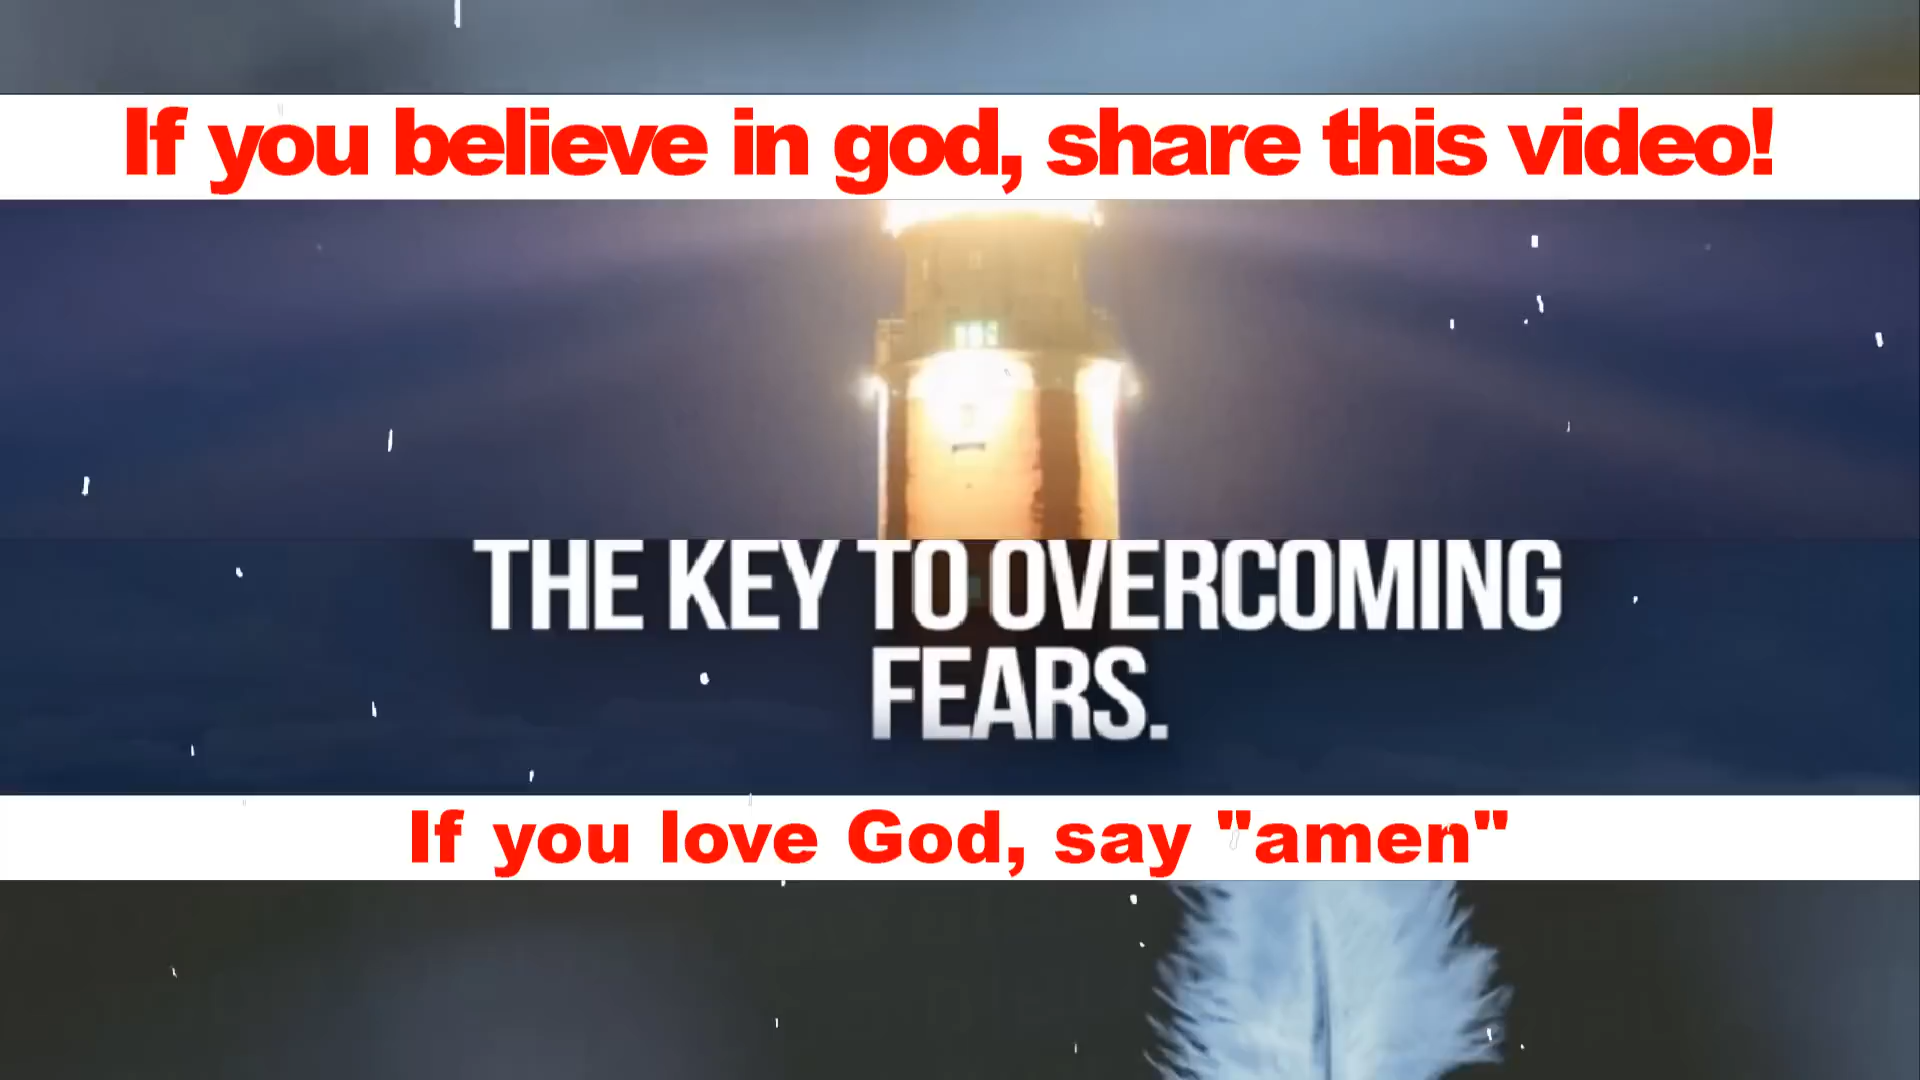 If you believe in god, share this video!
THE KEY TO OVERCOMING
FEARS.
If you love God, say "amen"